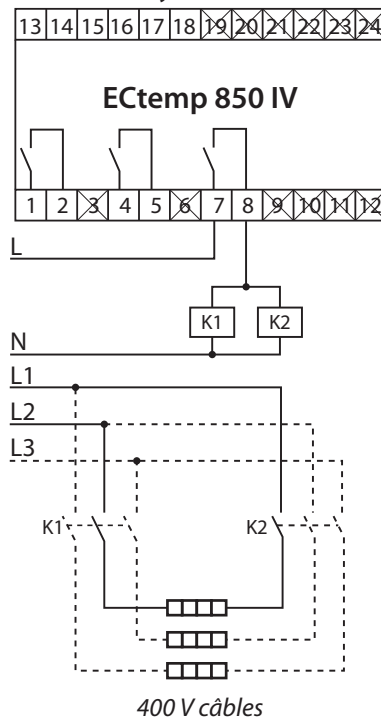 13 14 15 16 17 18 19 20 21 22 23 24
ECtemp 850 IV
1 2 3 4 5 6 7 8 9 10 11 12
L
K1 K2
N
L1
L2
L3
K1 K2
400 V câbles